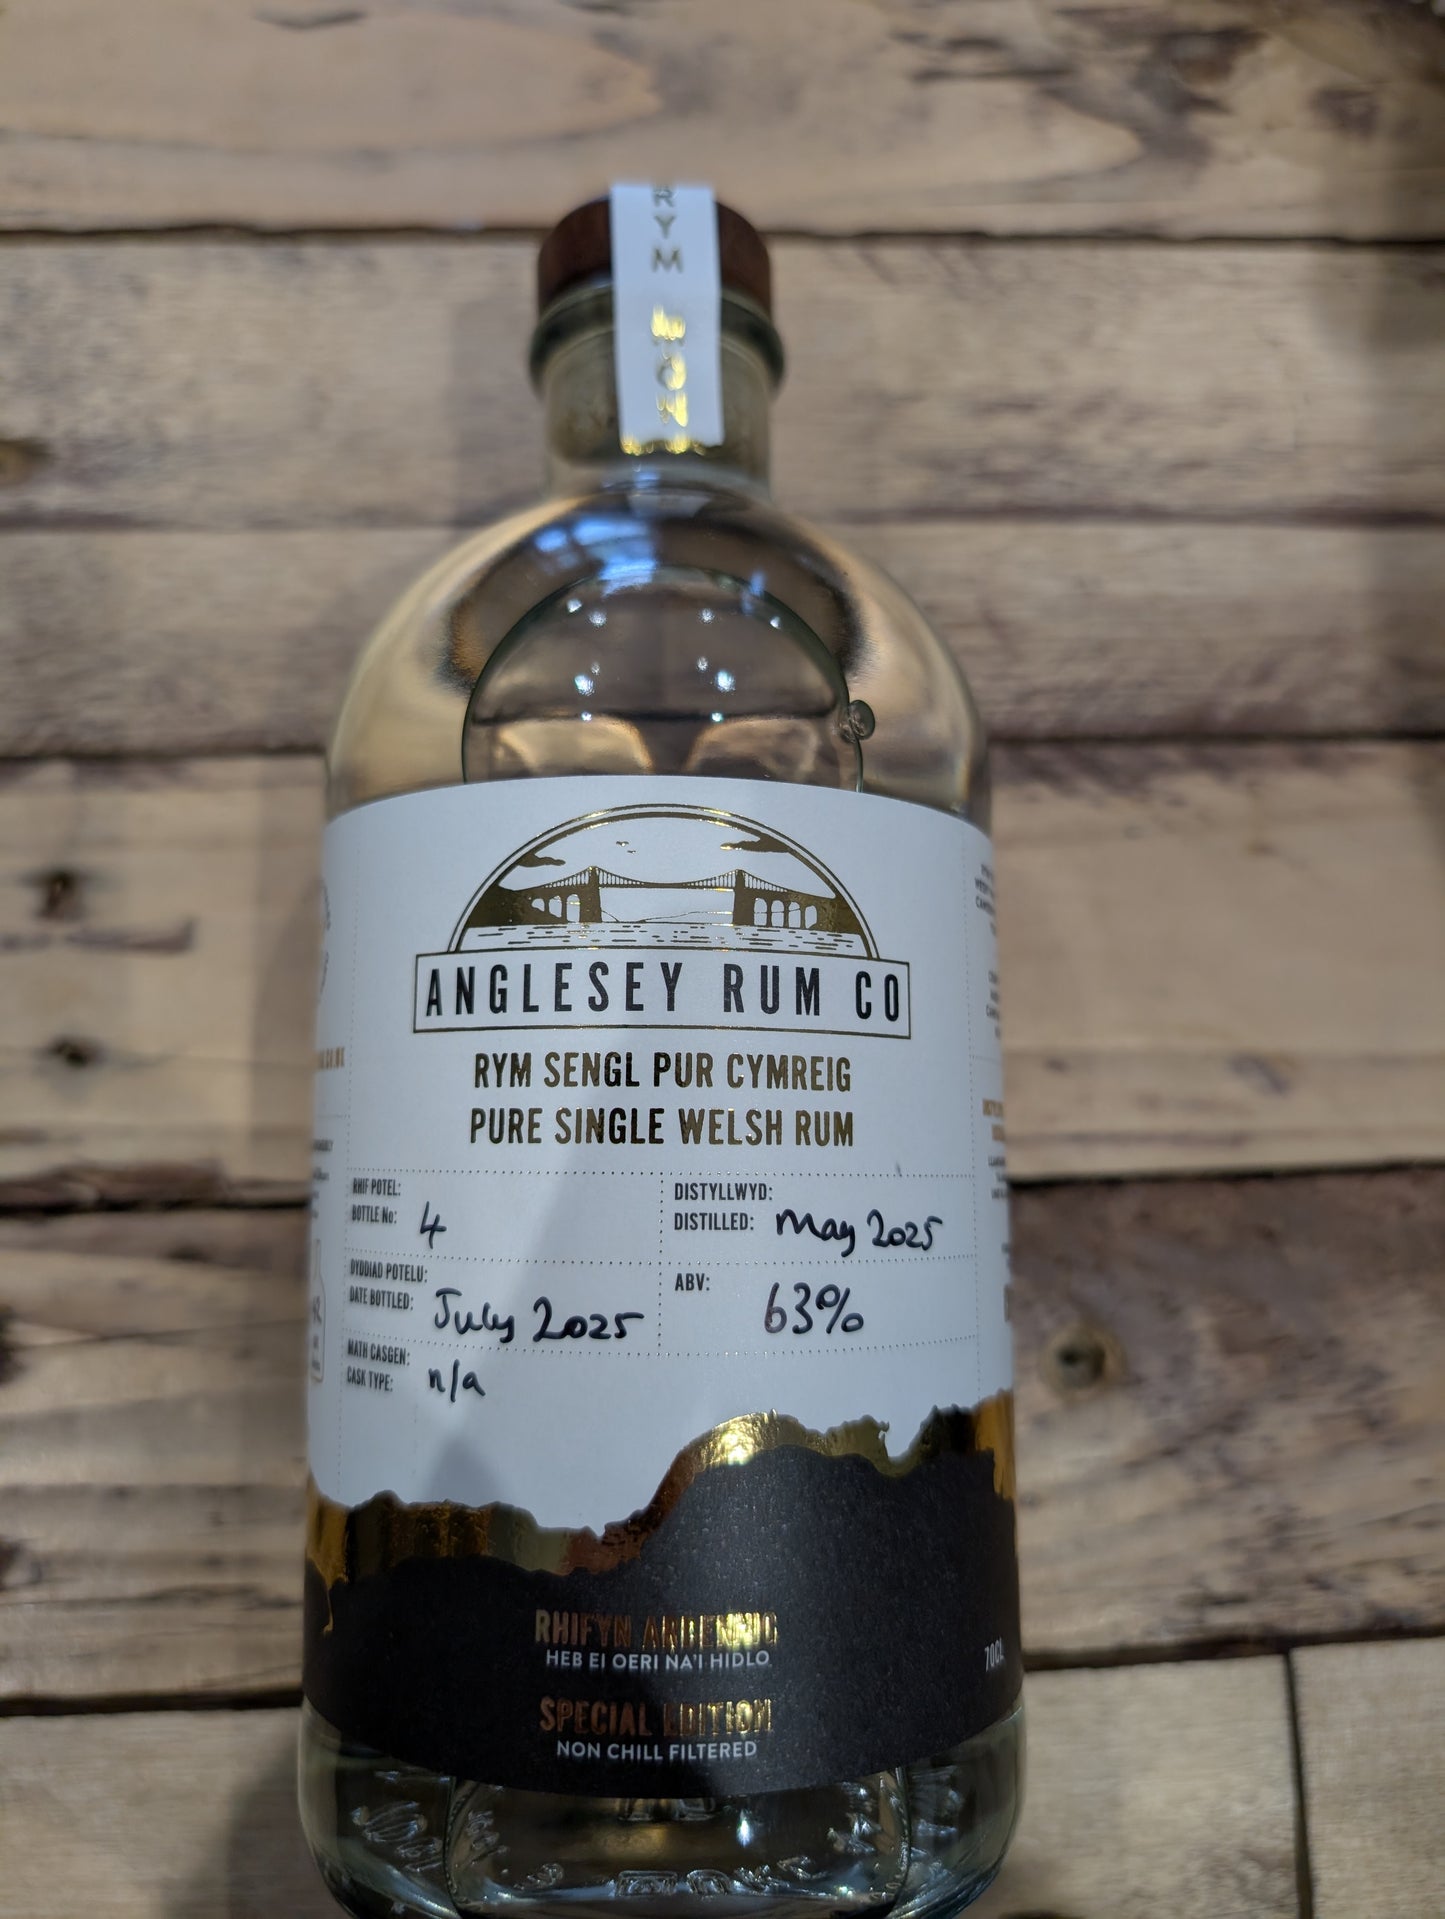 RYM
ANGLESEY RUM CO
RYM SENGL PUR CYMREIG
PURE SINGLE WELSH RUM
RHIF POTEL:
BOTTLE No: 4
DISTYLLWYD:
DISTILLED: May 2025
DYDDIAD POTELU:
DATE BOTTLED: July 2025
ABV: 63%
MATH CASGEN:
CASK TYPE: n/a
RHIFYN ARBENNIG
HEB EI OERI NA'I HIDLO
SPECIAL EDITION
NON CHILL FILTERED
70CL